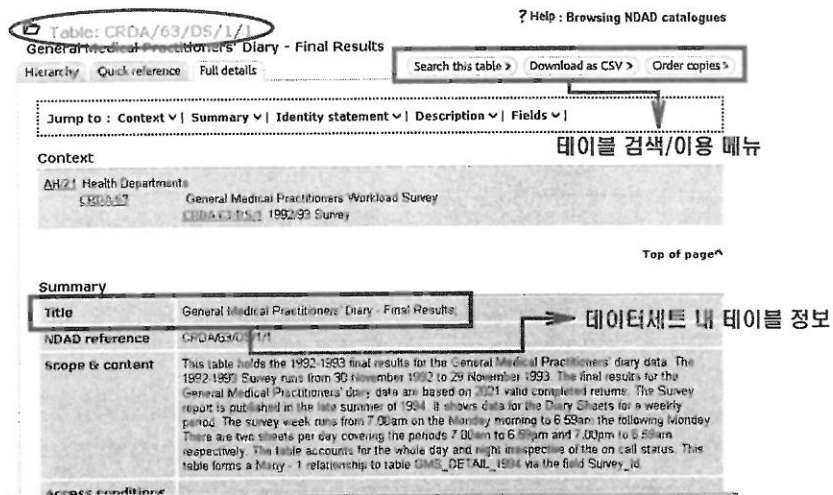 Table: CRDA/63/DS/1/1
? Help : Browsing NDAD catalogues
General Medical Practitioners' Diary - Final Results
Hierarchy Quick reference Full details
Search this table > Download as CSV > Order copies >
Jump to : Context | Summary | Identity statement | Description | Fields |
테이블 검색/이용 메뉴
Context
AH/21 Health Departments
CRDA/63 General Medical Practitioners Workload Survey
CRDA/63/DS/1 1992/93 Survey
Top of page^
Summary
Title General Medical Practitioners' Diary - Final Results
데이터세트 내 테이블 정보
NDAD reference CRDA/63/DS/1/1
Scope & content This table holds the 1992-1993 final results for the General Medical Practitioners' diary data. The
1992-1993 Survey runs from 30 November 1992 to 29 November 1993. The final results for the
General Medical Practitioners' diary data are based on 2021 valid completed returns. The Survey
report is published in the late summer of 1994. It shows data for the Diary Sheets for a weekly
period. The survey week runs from 7.00am on the Monday morning to 6.59am the following Monday.
There are two sheets per day covering the periods 7.00am to 6.59pm and 7.00pm to 6.59am
respectively. The table accounts for the whole day and night irrespective of the on call status. This
table forms a Many - 1 relationship to table GMS_DETAIL_1994 via the field Survey_id.
Access conditions